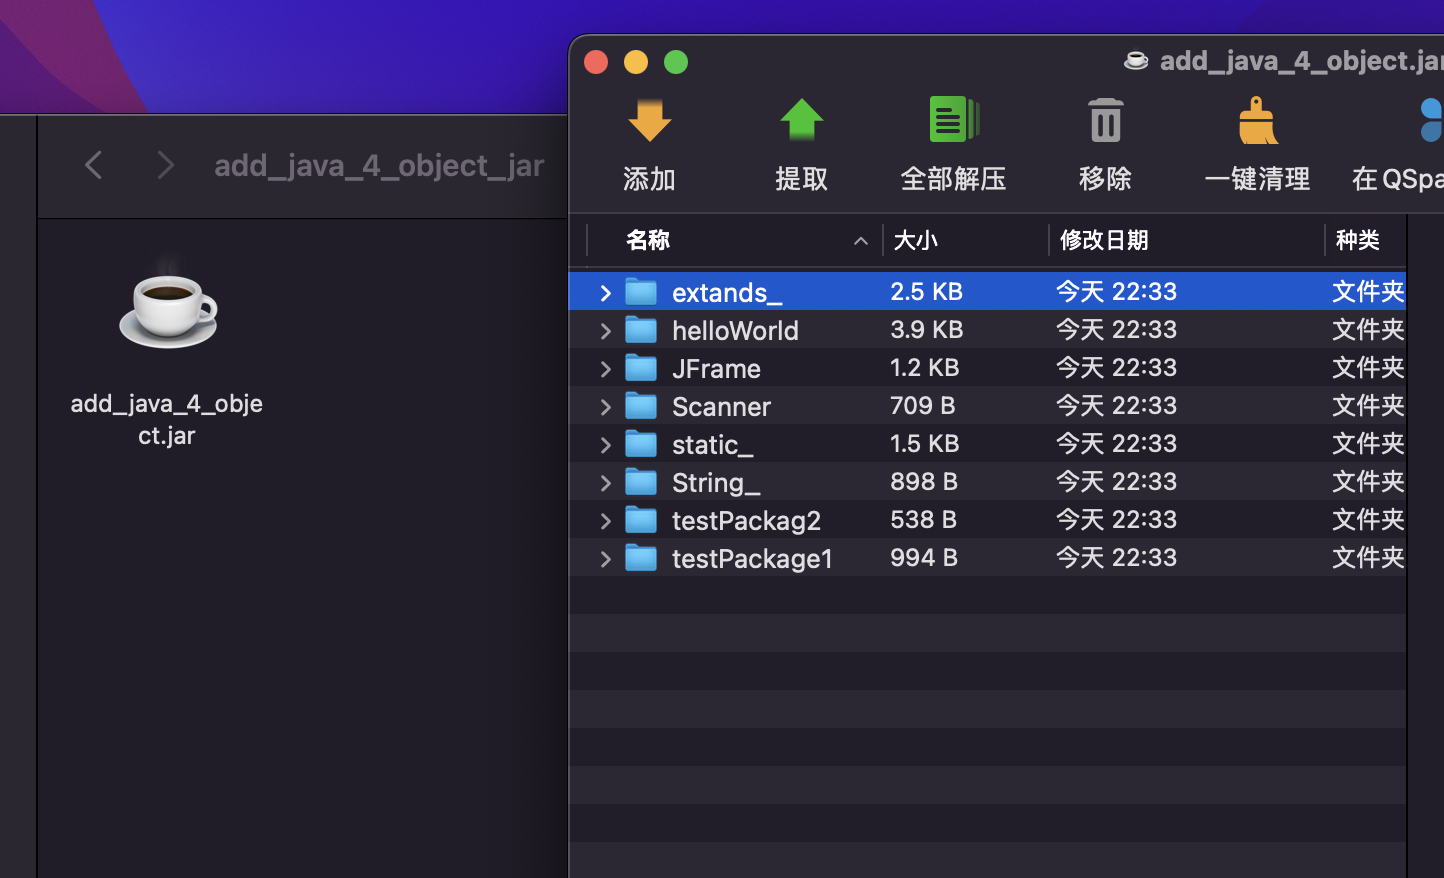 add_java_4_object_jar
add_java_4_obje
ct.jar
add_java_4_object.jar
添加
提取
全部解压
移除
一键清理
在 QSpa
名称 大小 修改日期 种类
extands_ 2.5 KB 今天 22:33 文件夹
helloWorld 3.9 KB 今天 22:33 文件夹
JFrame 1.2 KB 今天 22:33 文件夹
Scanner 709 B 今天 22:33 文件夹
static_ 1.5 KB 今天 22:33 文件夹
String_ 898 B 今天 22:33 文件夹
testPackag2 538 B 今天 22:33 文件夹
testPackage1 994 B 今天 22:33 文件夹